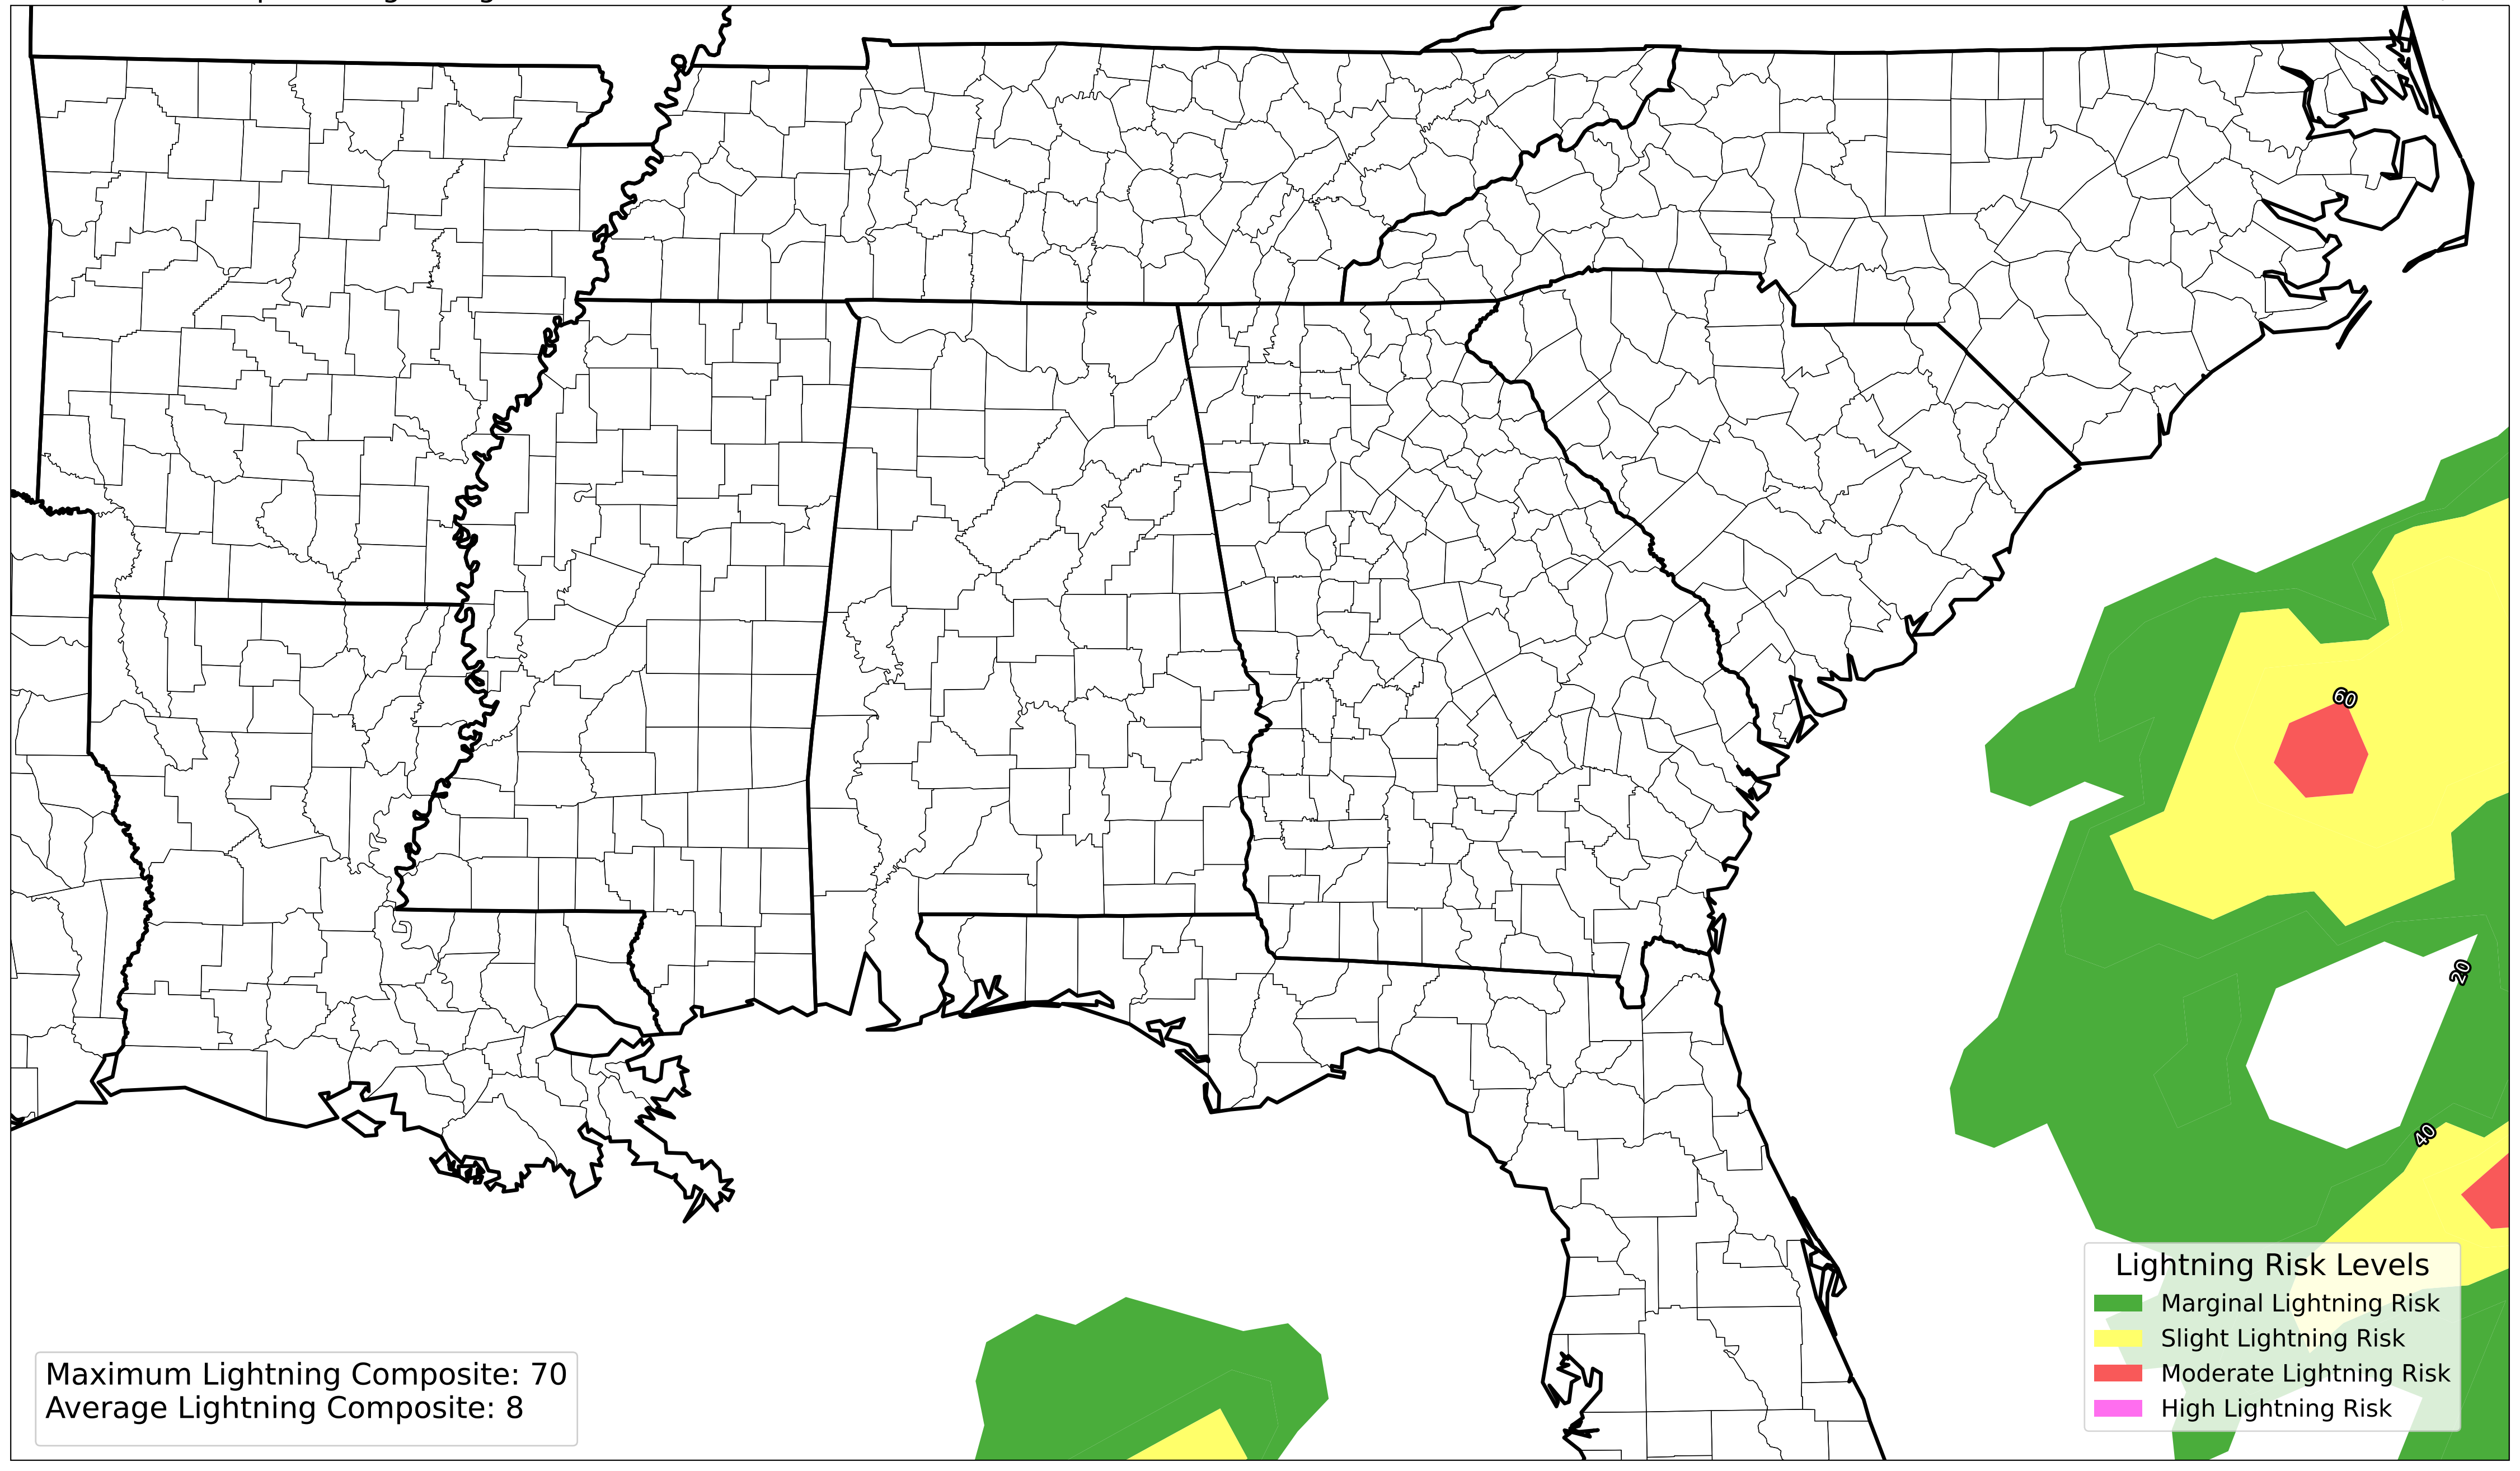 60
20
40
Lightning Risk Levels
Marginal Lightning Risk
Slight Lightning Risk
Moderate Lightning Risk
High Lightning Risk
Maximum Lightning Composite: 70
Average Lightning Composite: 8